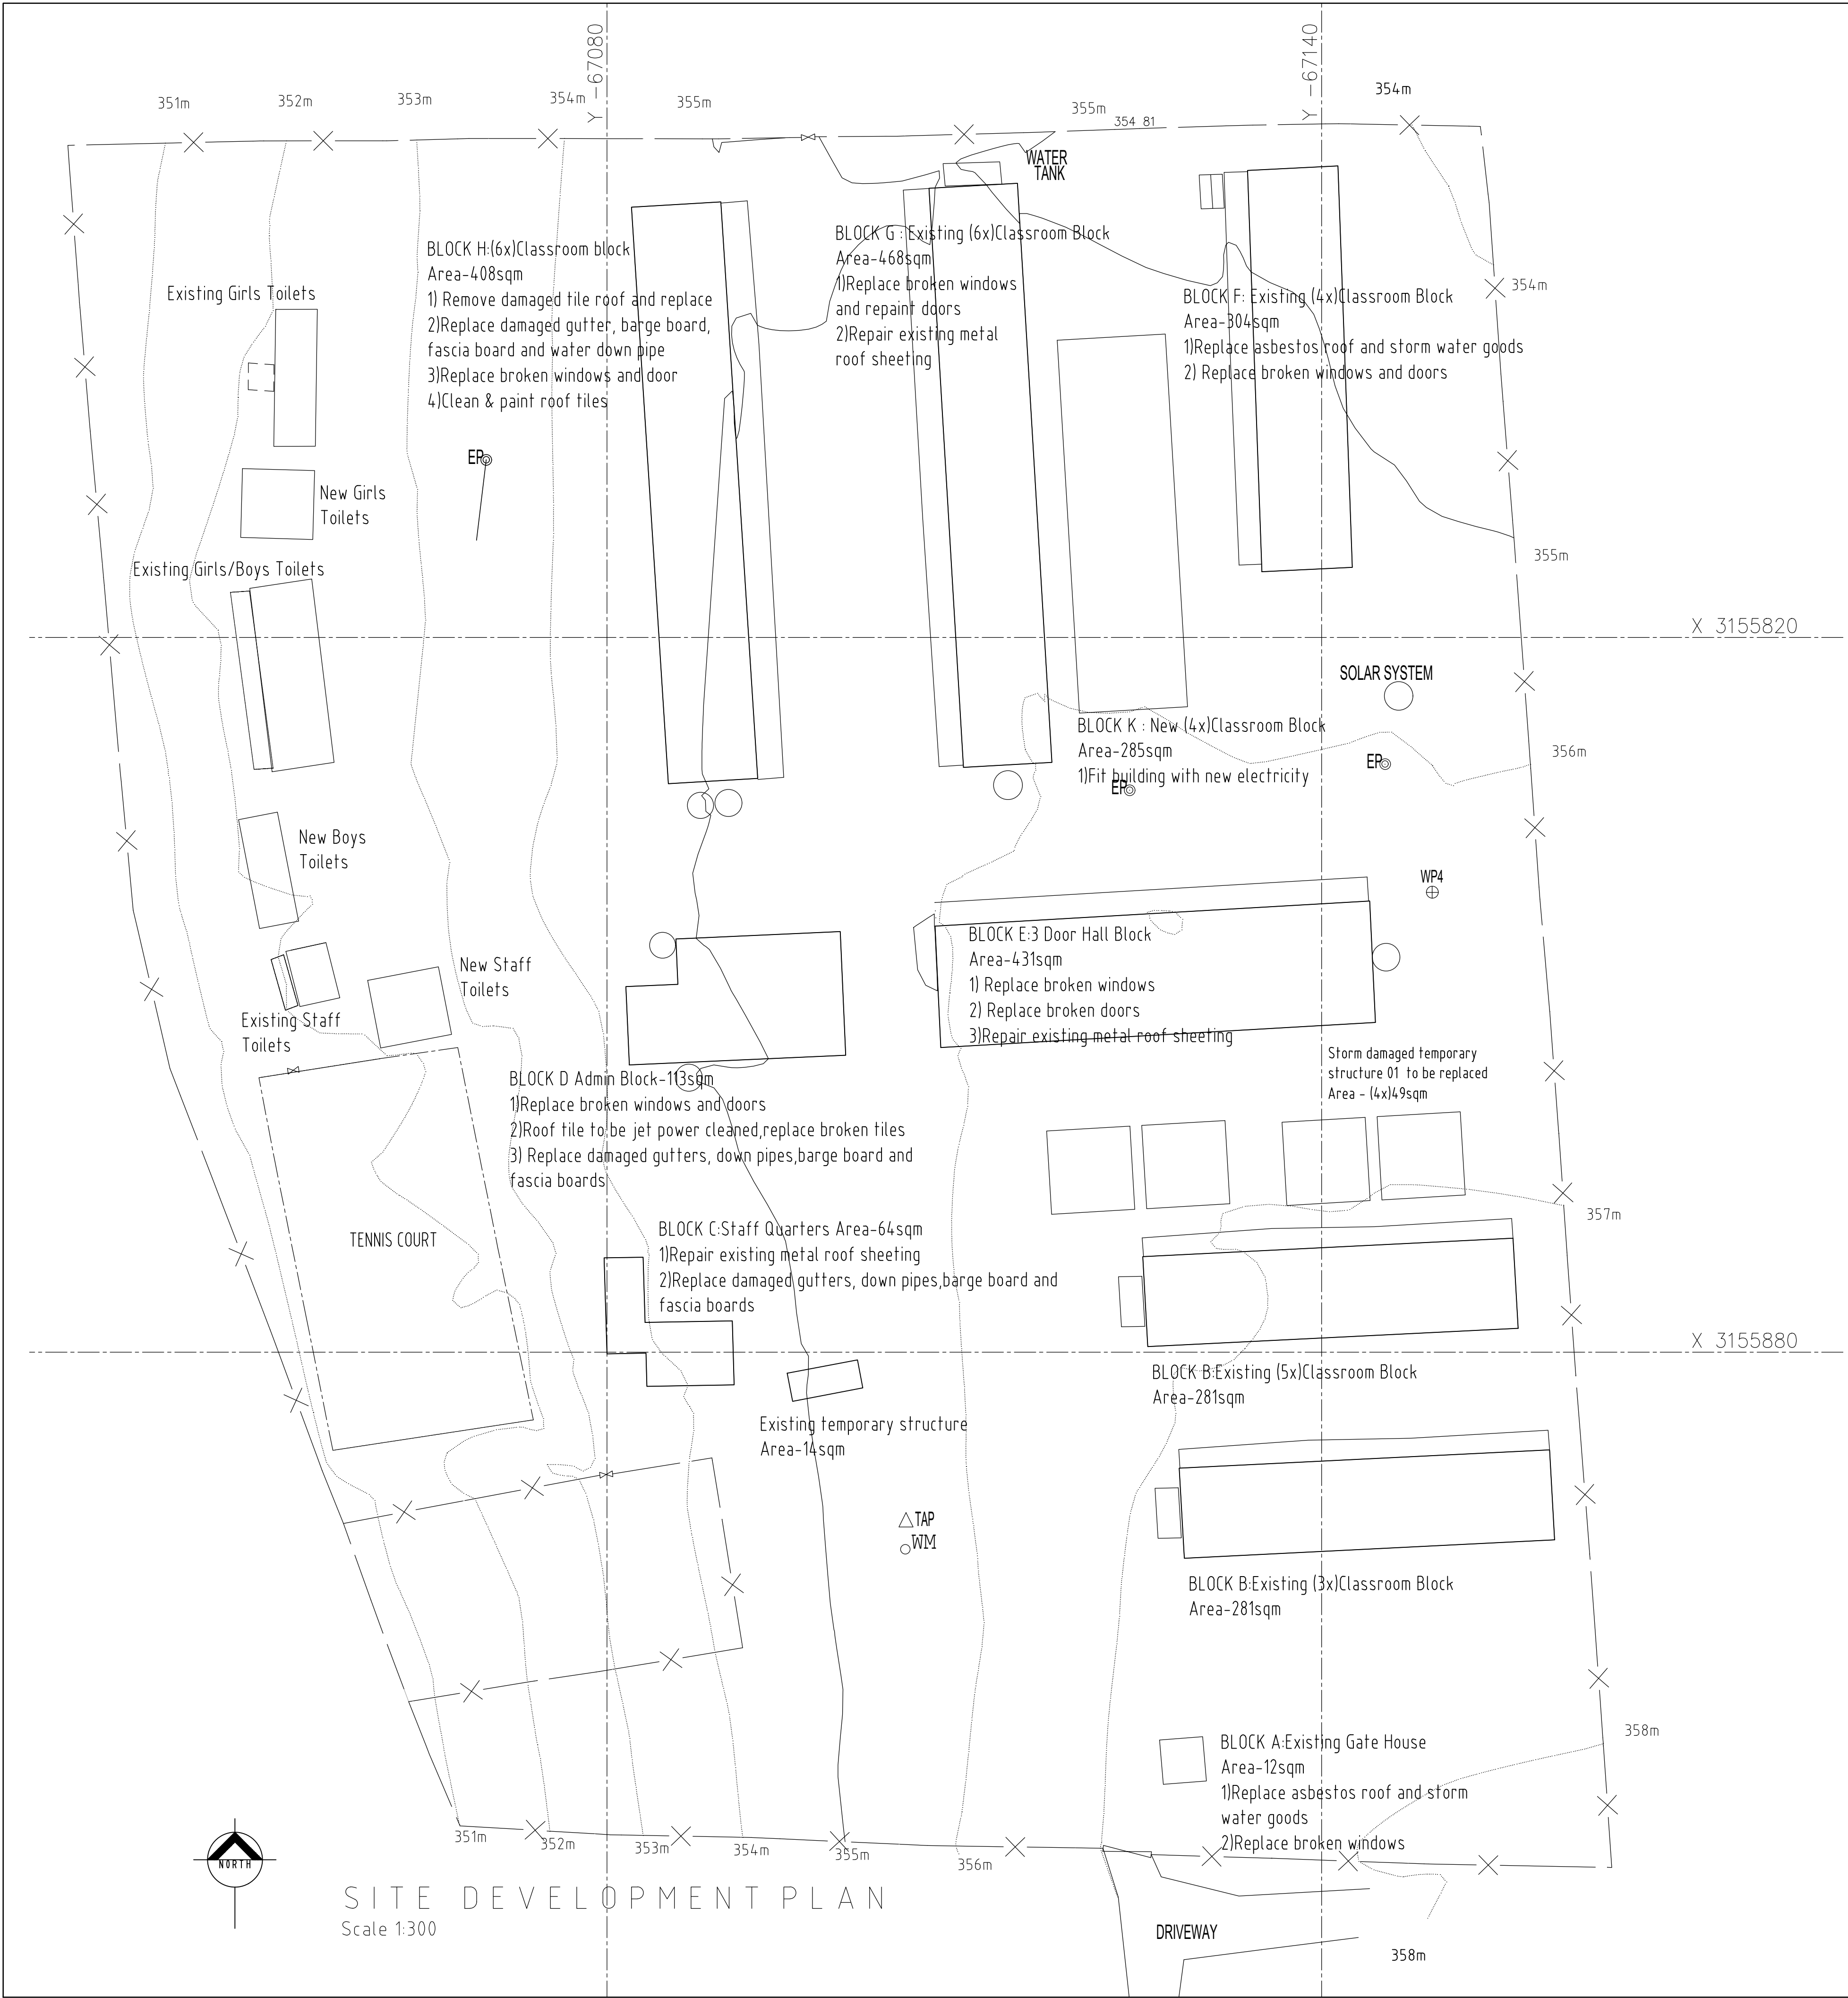 Y -67080
Y -67140
351m
352m
353m
354m
355m
355m
354 81
354m
WATER
TANK
BLOCK H:(6x)Classroom block
Area-408sqm
1) Remove damaged tile roof and replace
2)Replace damaged gutter, barge board,
fascia board and water down pipe
3)Replace broken windows and door
4)Clean & paint roof tiles
BLOCK G : Existing (6x)Classroom Block
Area-468sqm
1)Replace broken windows
and repaint doors
2)Repair existing metal
roof sheeting
BLOCK F: Existing (4x)Classroom Block
Area-304sqm
1)Replace asbestos roof and storm water goods
2) Replace broken windows and doors
354m
Existing Girls Toilets
EP
New Girls
Toilets
Existing Girls/Boys Toilets
355m
X 3155820
SOLAR SYSTEM
BLOCK K : New (4x)Classroom Block
Area-285sqm
1)Fit building with new electricity
EP
EP
356m
New Boys
Toilets
WP4
BLOCK E:3 Door Hall Block
Area-431sqm
1) Replace broken windows
2) Replace broken doors
3)Repair existing metal roof sheeting
New Staff
Toilets
Existing Staff
Toilets
Storm damaged temporary
structure 01 to be replaced
Area - (4x)49sqm
BLOCK D Admin Block-113sqm
1)Replace broken windows and doors
2)Roof tile to be jet power cleaned,replace broken tiles
3) Replace damaged gutters, down pipes,barge board and
fascia boards
357m
TENNIS COURT
BLOCK C:Staff Quarters Area-64sqm
1)Repair existing metal roof sheeting
2)Replace damaged gutters, down pipes,barge board and
fascia boards
X 3155880
BLOCK B:Existing (5x)Classroom Block
Area-281sqm
Existing temporary structure
Area-14sqm
TAP
WM
BLOCK B:Existing (3x)Classroom Block
Area-281sqm
358m
BLOCK A:Existing Gate House
Area-12sqm
1)Replace asbestos roof and storm
water goods
2)Replace broken windows
351m
352m
353m
354m
355m
356m
NORTH
SITE DEVELOPMENT PLAN
Scale 1:300
DRIVEWAY
358m